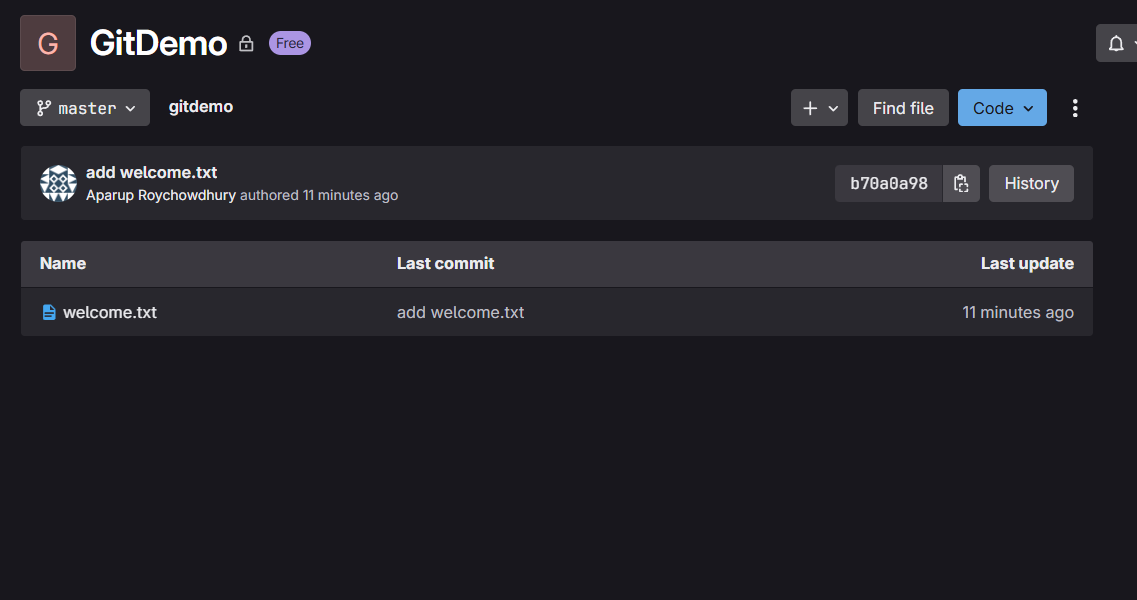 G GitDemo Free
master gitdemo Find file Code
add welcome.txt
Aparup Roychowdhury authored 11 minutes ago
b70a0a98 History
Name Last commit Last update
welcome.txt add welcome.txt 11 minutes ago